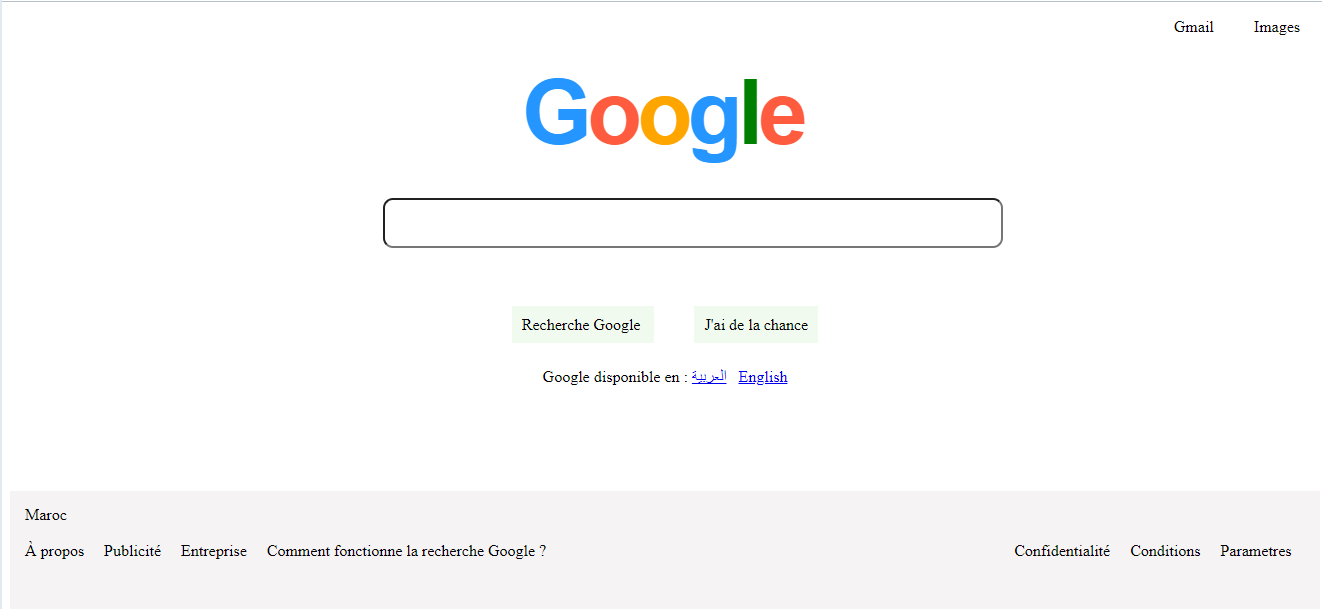 Gmail Images
Google
Recherche Google J'ai de la chance
Google disponible en : العربية English
Maroc
À propos Publicité Entreprise Comment fonctionne la recherche Google ? Confidentialité Conditions Parametres